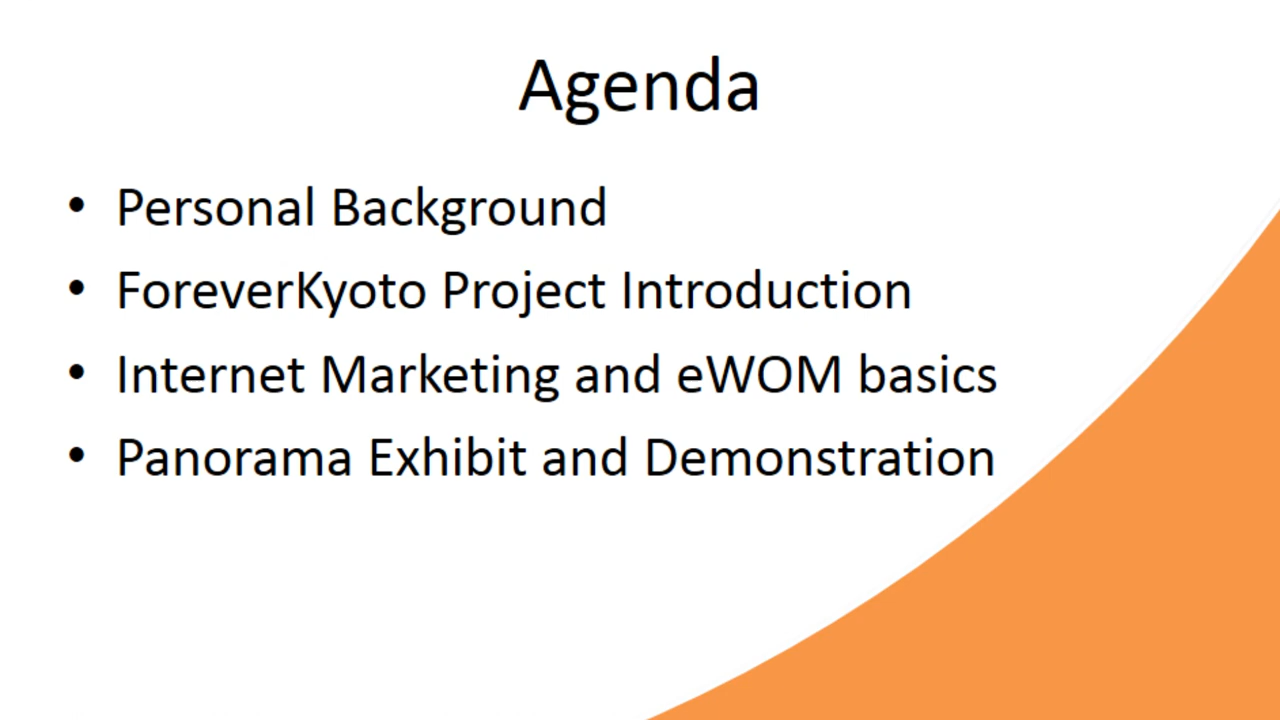 Agenda
• Personal Background
• ForeverKyoto Project Introduction
• Internet Marketing and eWOM basics
• Panorama Exhibit and Demonstration